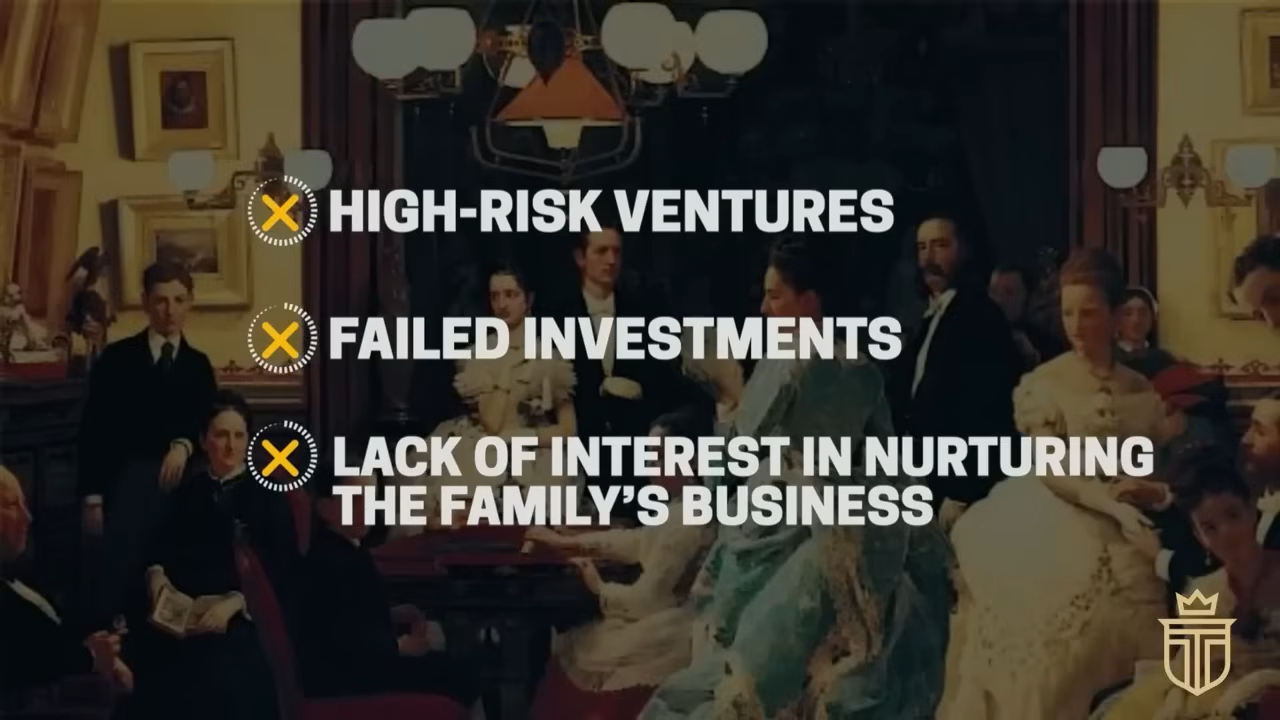 HIGH-RISK VENTURES
FAILED INVESTMENTS
LACK OF INTEREST IN NURTURING
THE FAMILY’S BUSINESS